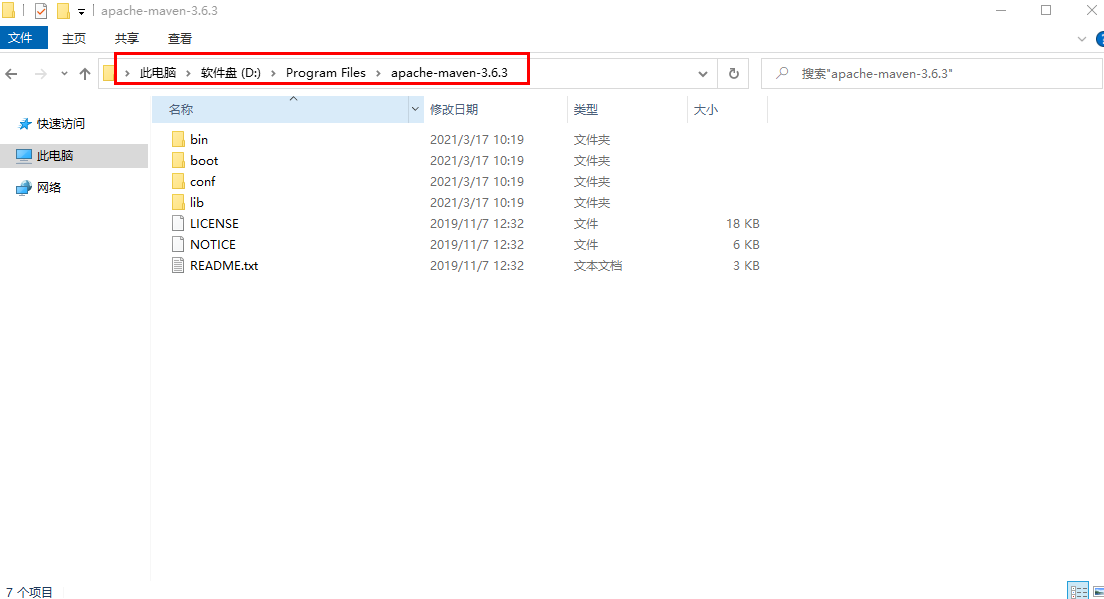 apache-maven-3.6.3
文件 主页 共享 查看
此电脑 › 软件盘 (D:) › Program Files › apache-maven-3.6.3
搜索"apache-maven-3.6.3"
快速访问
此电脑
网络
名称 修改日期 类型 大小
bin 2021/3/17 10:19 文件夹
boot 2021/3/17 10:19 文件夹
conf 2021/3/17 10:19 文件夹
lib 2021/3/17 10:19 文件夹
LICENSE 2019/11/7 12:32 文件 18 KB
NOTICE 2019/11/7 12:32 文件 6 KB
README.txt 2019/11/7 12:32 文本文档 3 KB
7 个项目